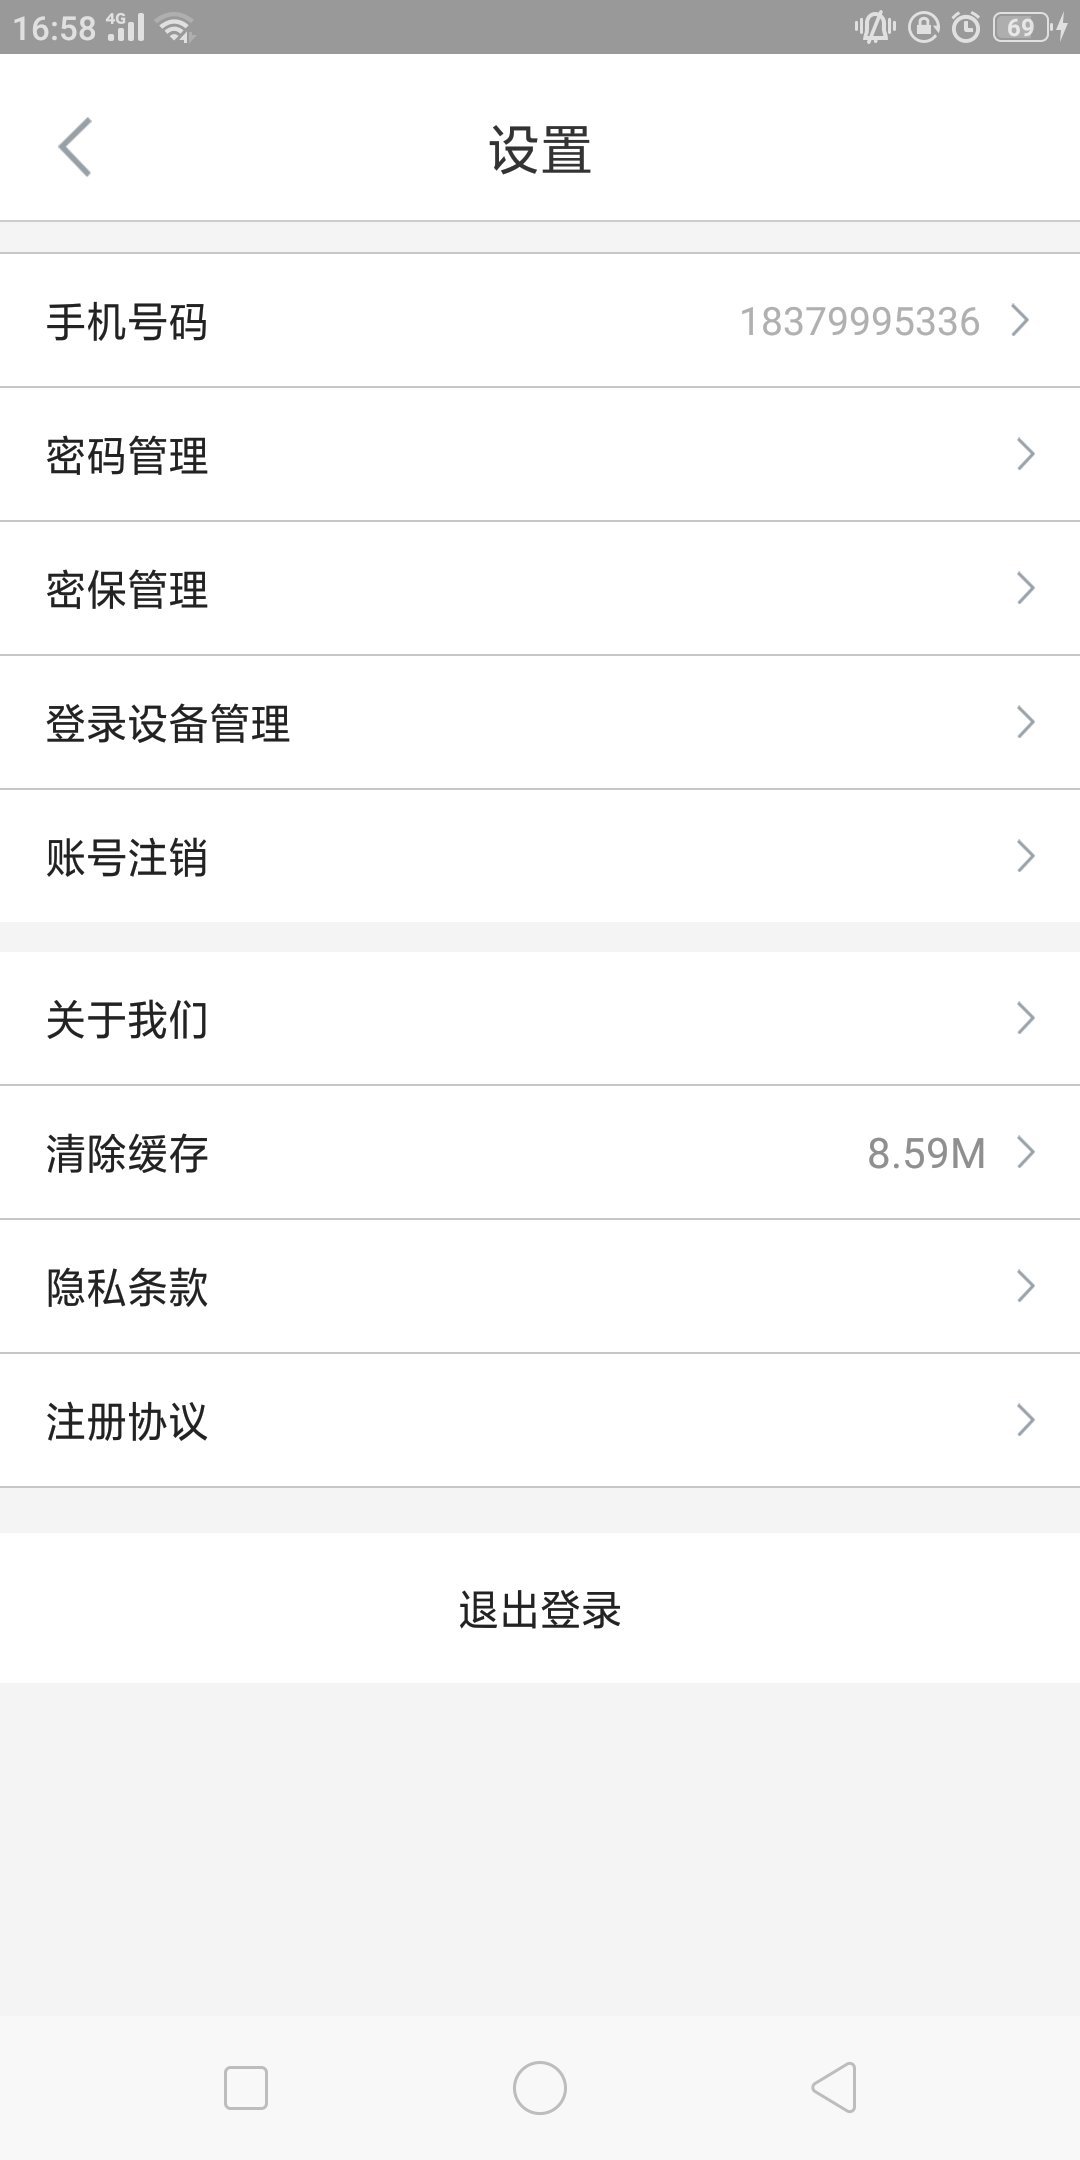 16:58 4G 69
设置
手机号码 18379995336
密码管理
密保管理
登录设备管理
账号注销
关于我们
清除缓存 8.59M
隐私条款
注册协议
退出登录